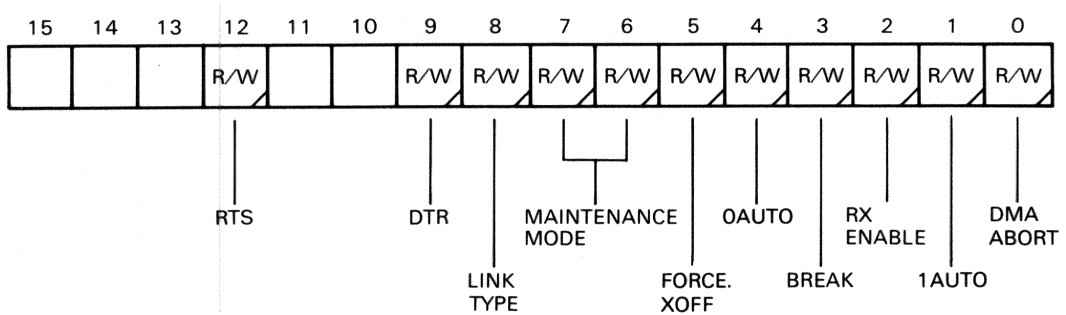 15 14 13 12 11 10 9 8 7 6 5 4 3 2 1 0
R/W R/W R/W R/W R/W R/W R/W R/W R/W R/W R/W
RTS DTR MAINTENANCE 0AUTO RX DMA
MODE ENABLE ABORT
LINK FORCE. BREAK 1AUTO
TYPE XOFF